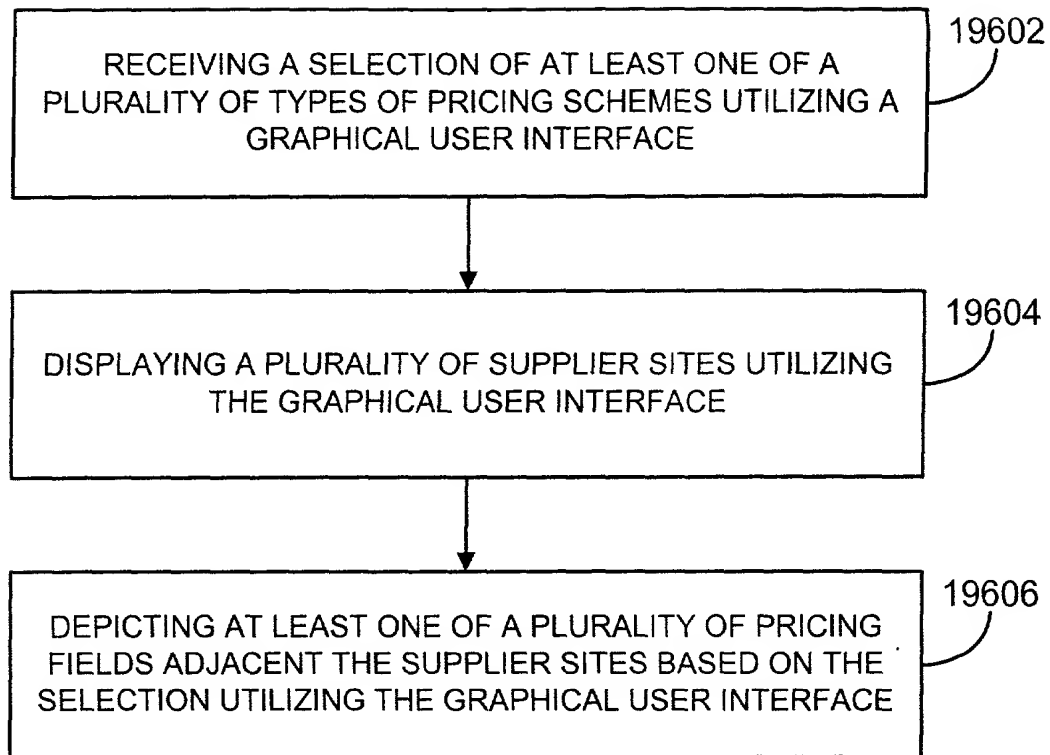 19602
RECEIVING A SELECTION OF AT LEAST ONE OF A
PLURALITY OF TYPES OF PRICING SCHEMES UTILIZING A
GRAPHICAL USER INTERFACE
19604
DISPLAYING A PLURALITY OF SUPPLIER SITES UTILIZING
THE GRAPHICAL USER INTERFACE
19606
DEPICTING AT LEAST ONE OF A PLURALITY OF PRICING
FIELDS ADJACENT THE SUPPLIER SITES BASED ON THE
SELECTION UTILIZING THE GRAPHICAL USER INTERFACE